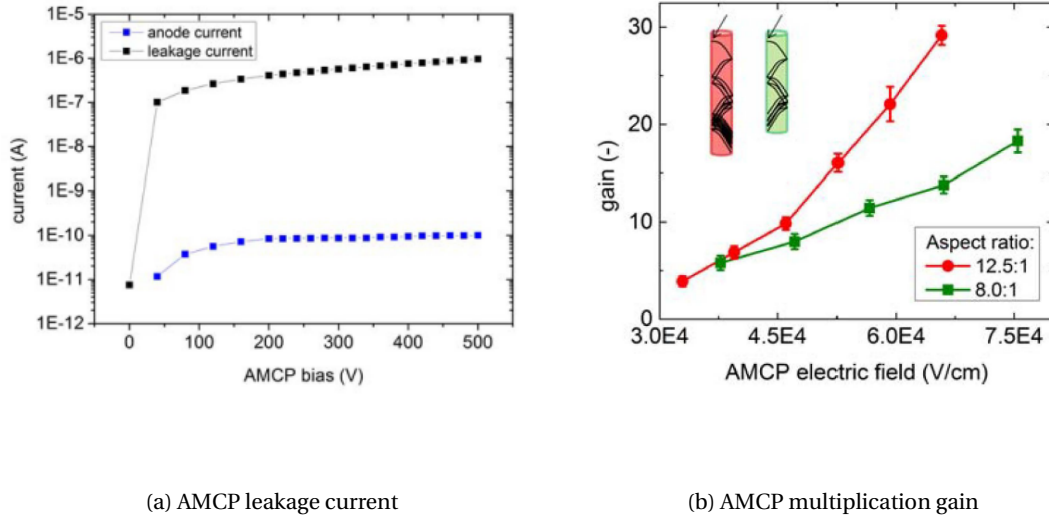 anode current
leakage current
1E-5
1E-6
1E-7
1E-8
1E-9
1E-10
1E-11
1E-12
current (A)
0 100 200 300 400 500
AMCP bias (V)
30
20
10
0
gain (-)
Aspect ratio:
12.5:1
8.0:1
3.0E4 4.5E4 6.0E4 7.5E4
AMCP electric field (V/cm)
(a) AMCP leakage current
(b) AMCP multiplication gain